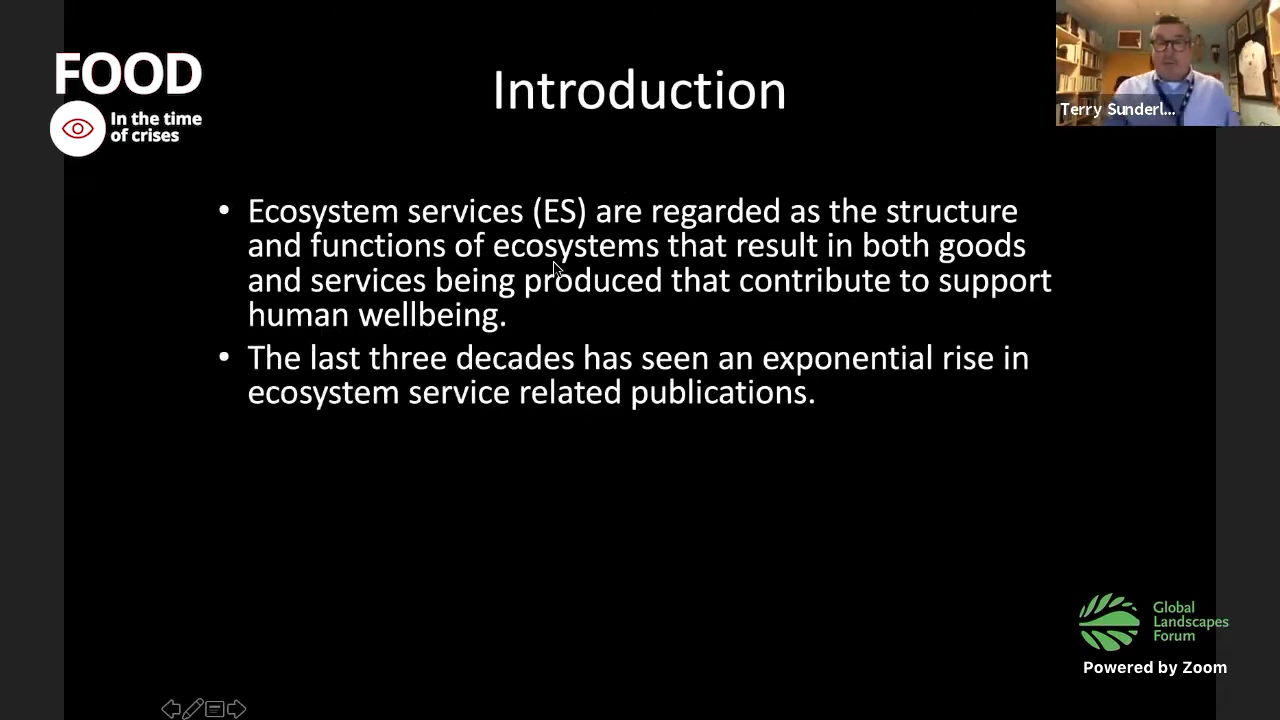 FOOD
In the time
of crises
Introduction
Terry Sunderl...
• Ecosystem services (ES) are regarded as the structure
and functions of ecosystems that result in both goods
and services being produced that contribute to support
human wellbeing.
• The last three decades has seen an exponential rise in
ecosystem service related publications.
Global
Landscapes
Forum
Powered by Zoom